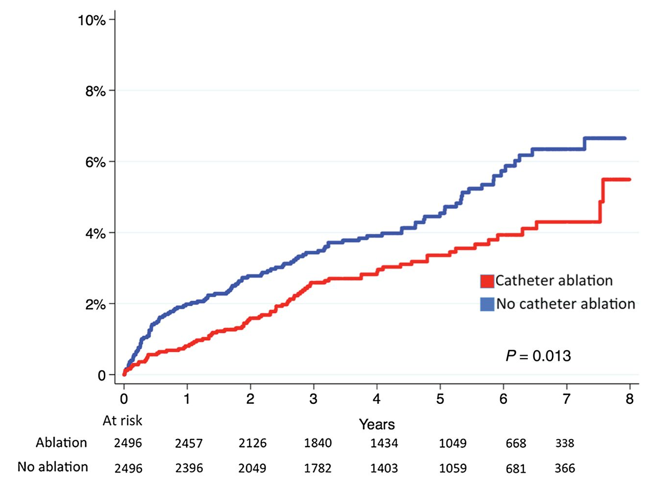 10%
8%
6%
4%
2%
0
0 1 2 3 4 5 6 7 8
Catheter ablation
No catheter ablation
P = 0.013
At risk
Years
Ablation 2496 2457 2126 1840 1434 1049 668 338
No ablation 2496 2396 2049 1782 1403 1059 681 366